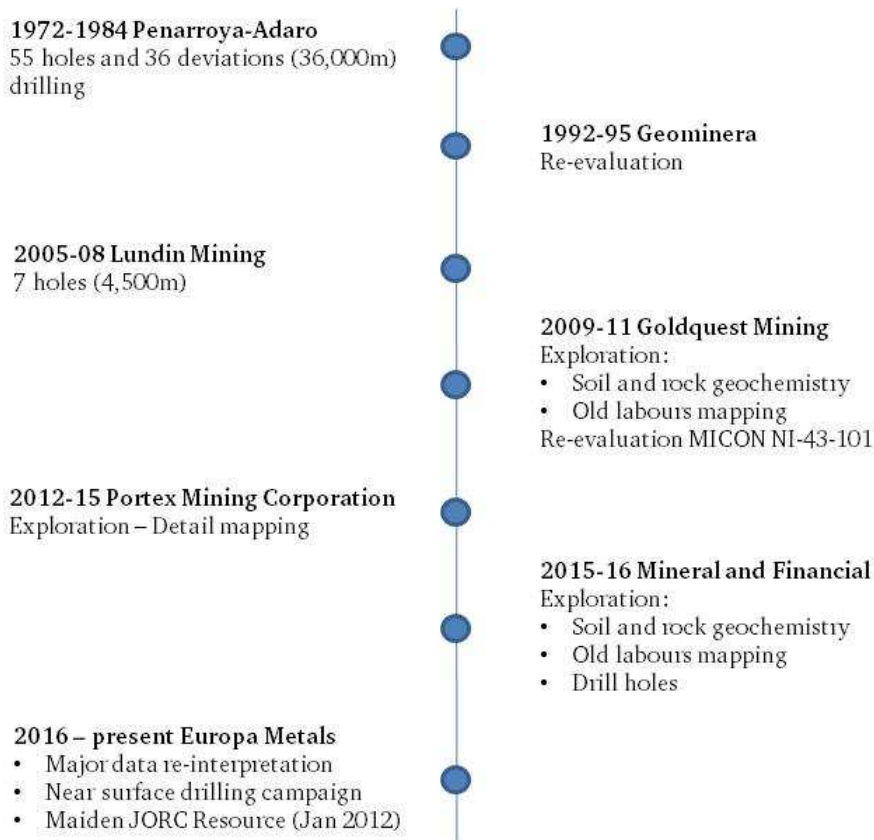 1972-1984 Penarroya-Adaro
55 holes and 36 deviations (36,000m)
drilling
1992-95 Geominera
Re-evaluation
2005-08 Lundin Mining
7 holes (4,500m)
2009-11 Goldquest Mining
Exploration:
• Soil and rock geochemistry
• Old labours mapping
Re-evaluation MICON NI-43-101
2012-15 Portex Mining Corporation
Exploration – Detail mapping
2015-16 Mineral and Financial
Exploration:
• Soil and rock geochemistry
• Old labours mapping
• Drill holes
2016 – present Europa Metals
• Major data re-interpretation
• Near surface drilling campaign
• Maiden JORC Resource (Jan 2012)